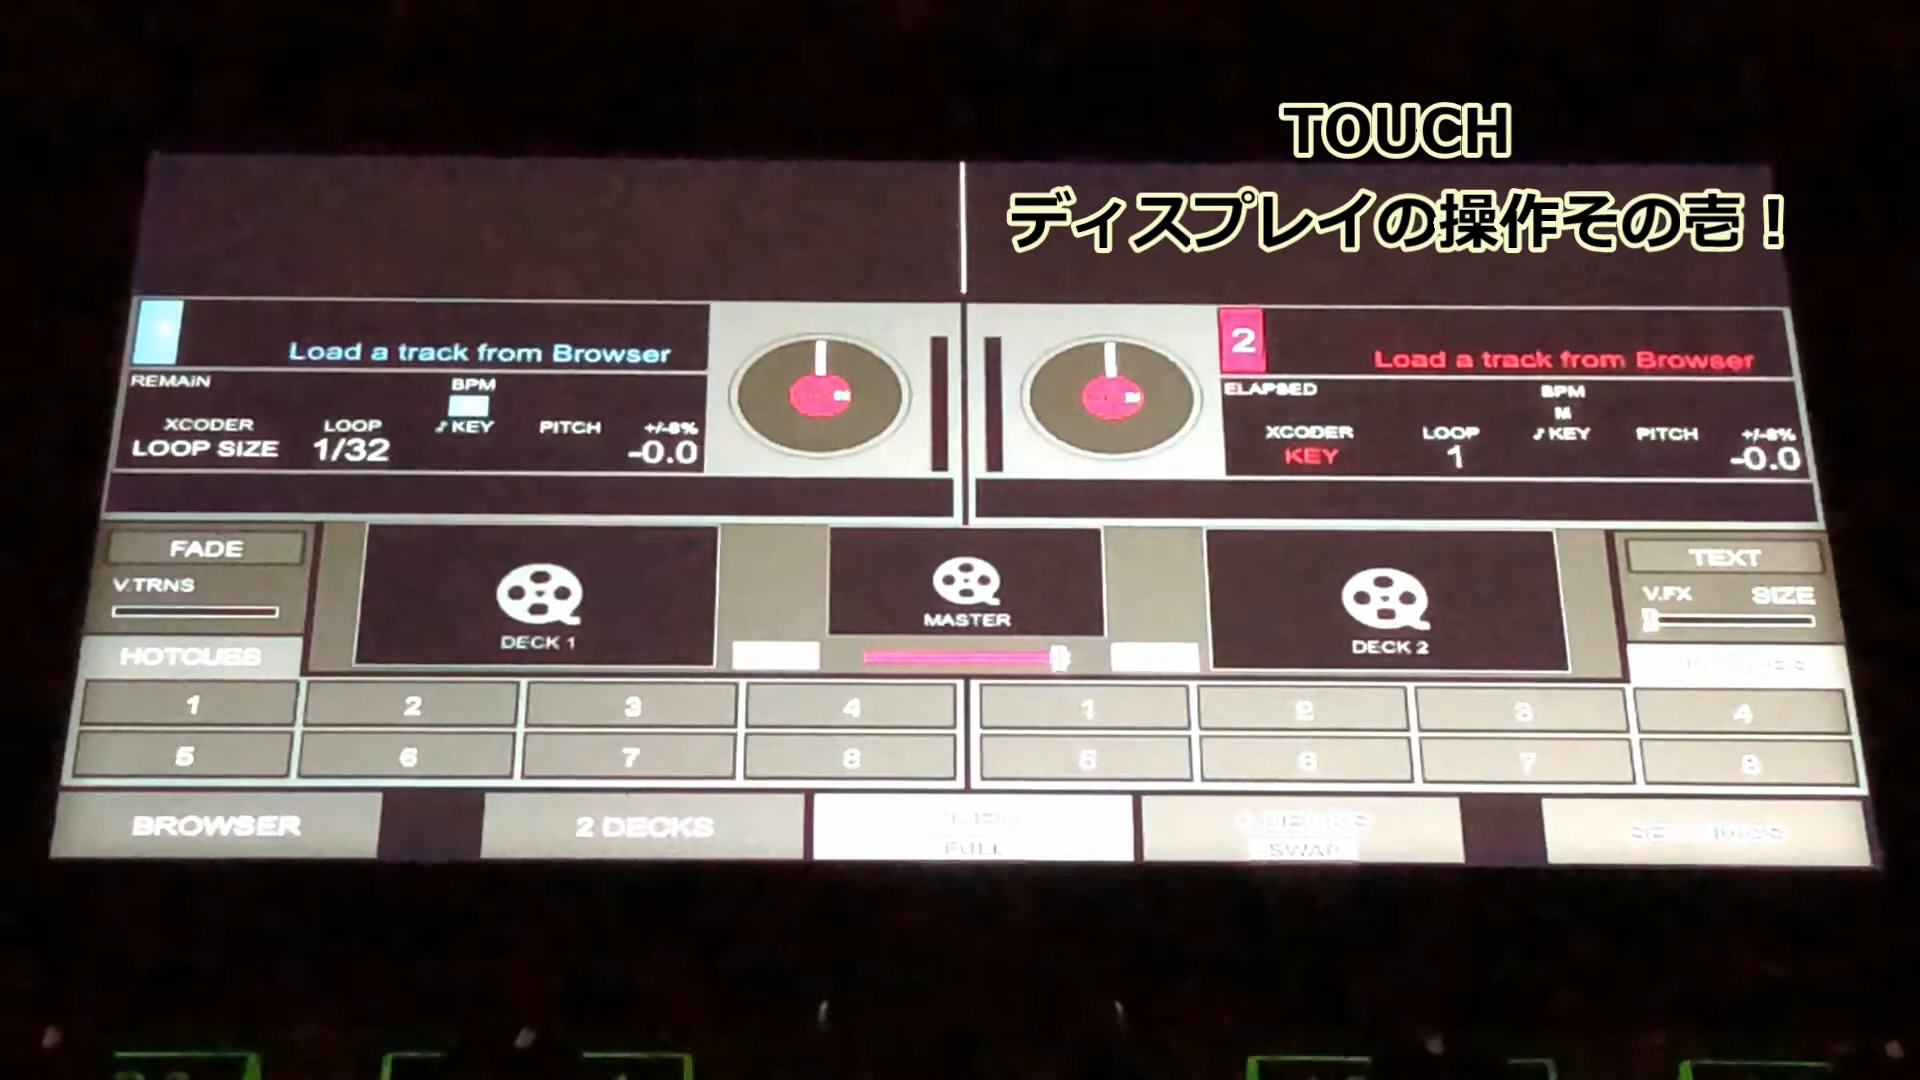 TOUCH
ディスプレイの操作その壱！
Load a track from Browser
REMAIN
BPM
XCODER
LOOP
♪KEY
PITCH
+/-8%
LOOP SIZE
1/32
-0.0
2
Load a track from Browser
ELAPSED
BPM
M
XCODER
LOOP
♪KEY
PITCH
+/-8%
KEY
1
-0.0
FADE
V.TRNS
HOTCUES
DECK 1
MASTER
DECK 2
TEXT
V.FX
SIZE
1
2
3
4
1
2
3
4
5
6
7
8
5
6
7
8
BROWSER
2 DECKS
FULL
SWAP